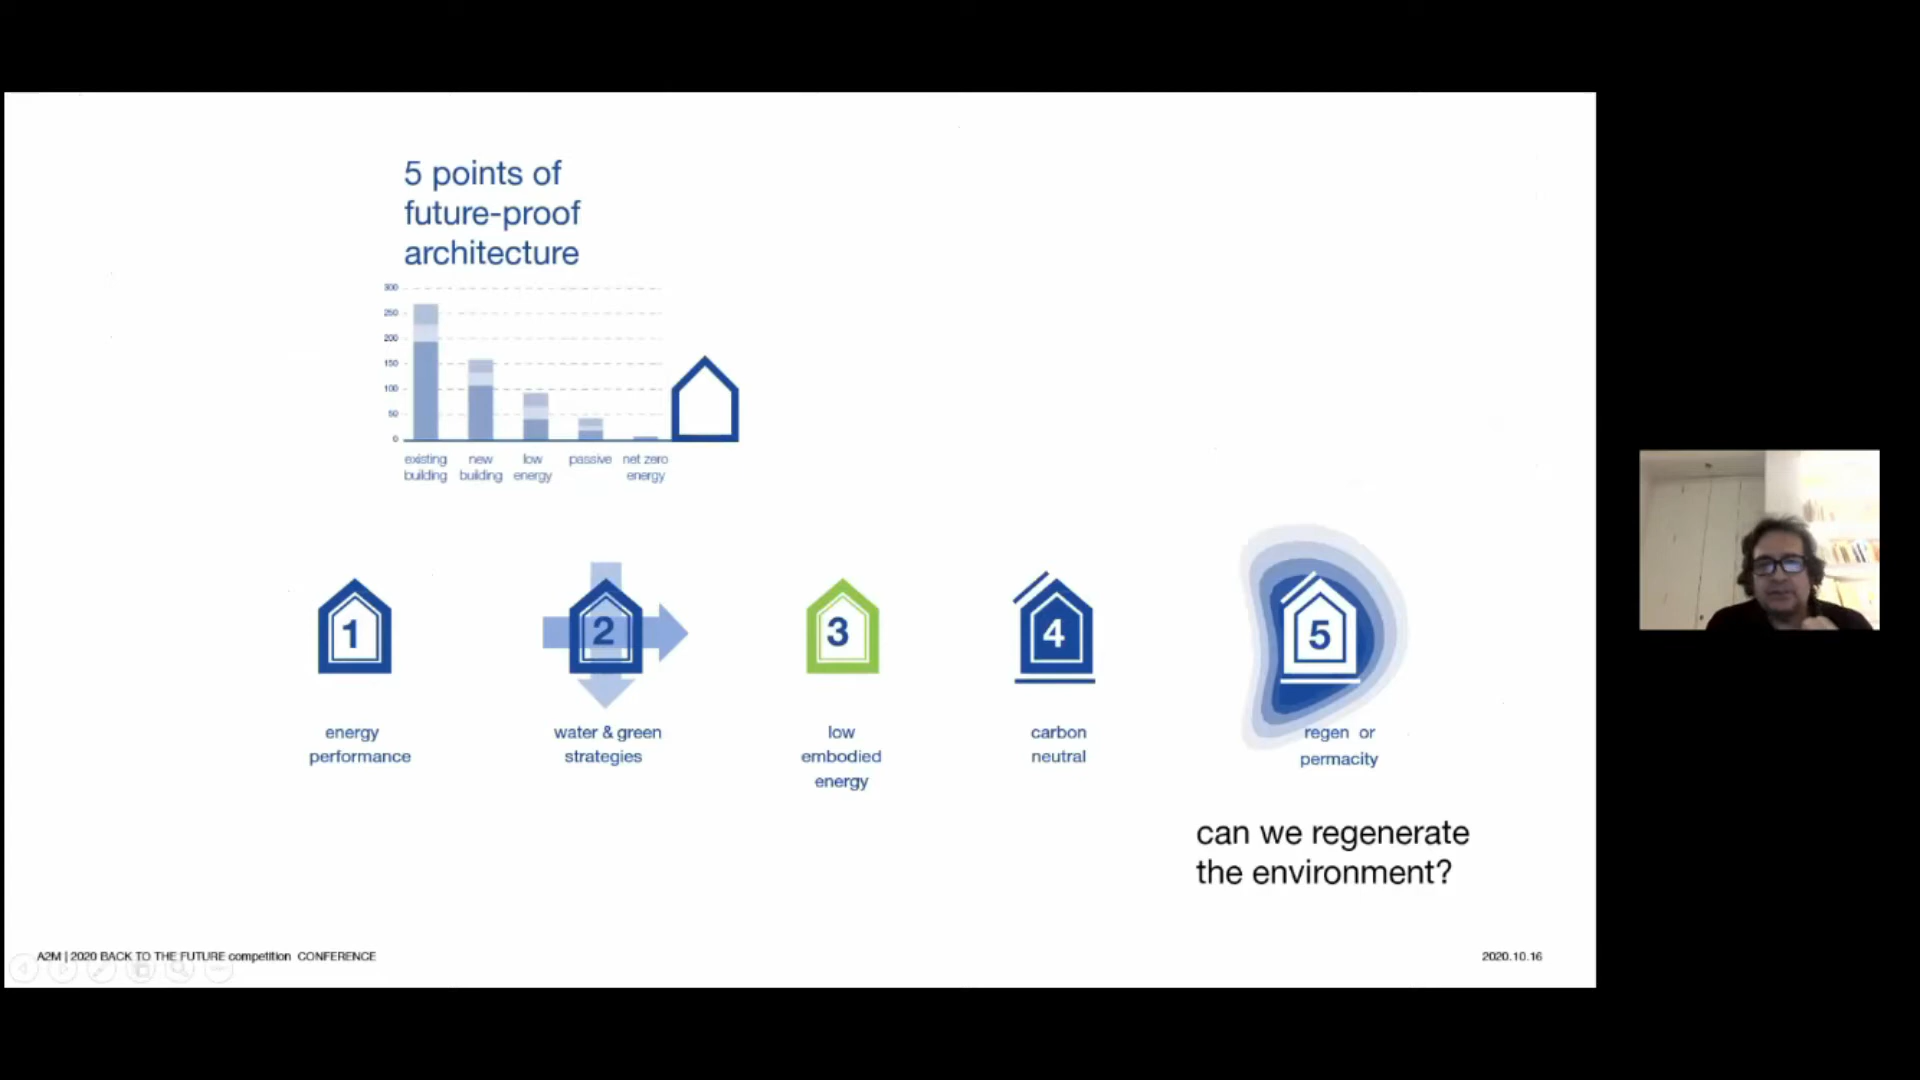 5 points of
future-proof
architecture
300
250
200
150
100
50
0
existing new low passive net zero
building building energy energy
1 2 3 4 5
energy water & green low carbon regen or
performance strategies embodied neutral permacity
energy
can we regenerate
the environment?
A2M | 2020 BACK TO THE FUTURE competition CONFERENCE
2020.10.16